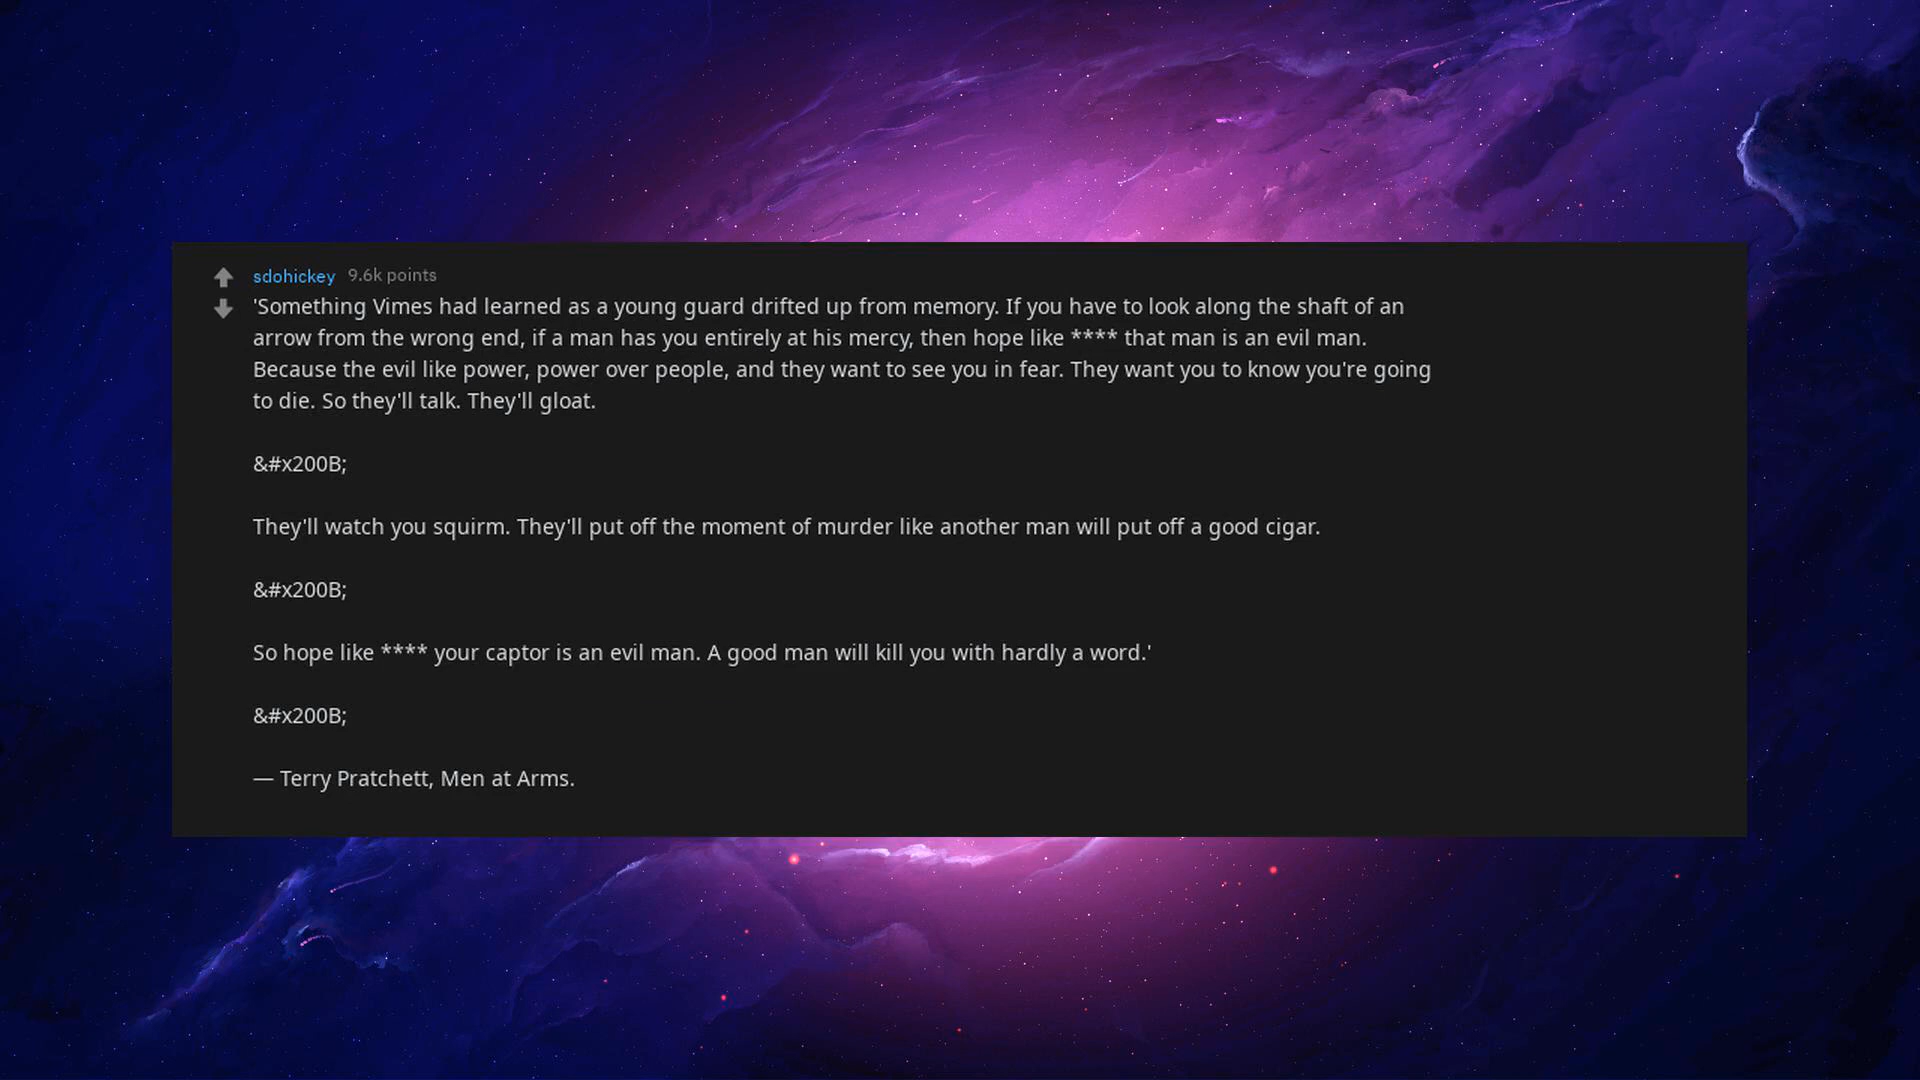 sdohickey 9.6k points
'Something Vimes had learned as a young guard drifted up from memory. If you have to look along the shaft of an
arrow from the wrong end, if a man has you entirely at his mercy, then hope like **** that man is an evil man.
Because the evil like power, power over people, and they want to see you in fear. They want you to know you're going
to die. So they'll talk. They'll gloat.
&#x200B;
They'll watch you squirm. They'll put off the moment of murder like another man will put off a good cigar.
&#x200B;
So hope like **** your captor is an evil man. A good man will kill you with hardly a word.'
&#x200B;
— Terry Pratchett, Men at Arms.